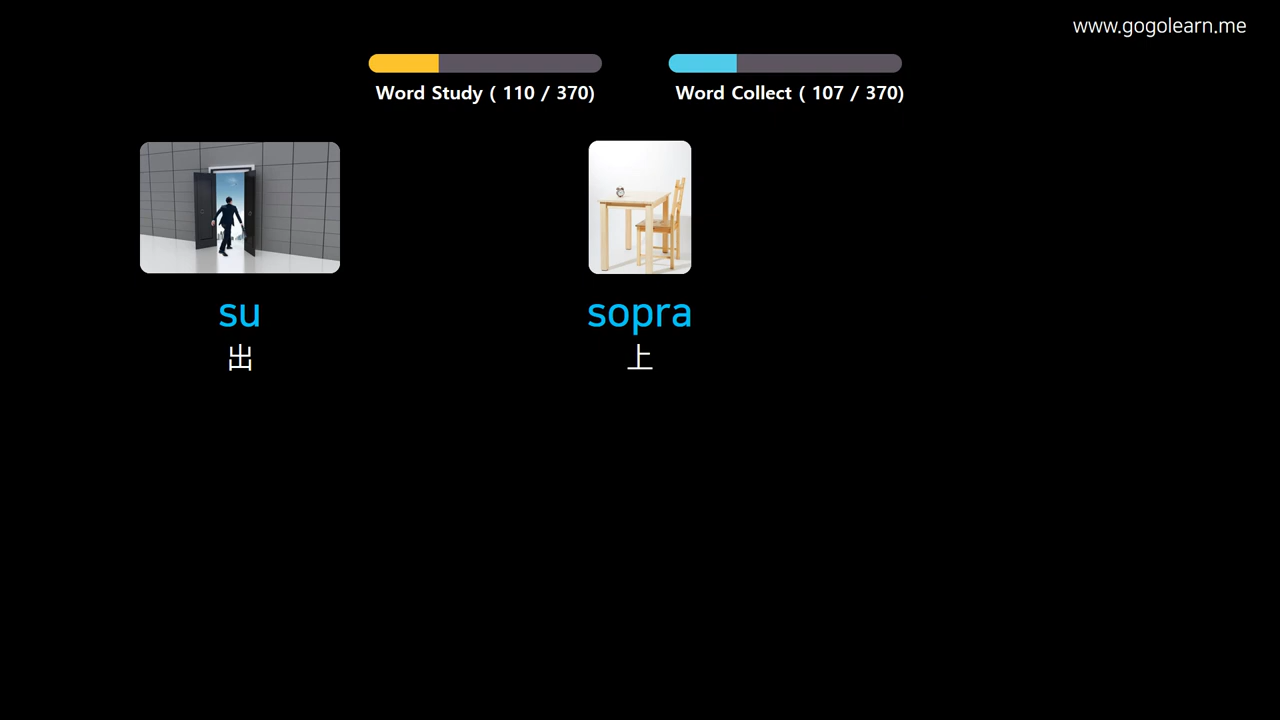 www.gogolearn.me
Word Study ( 110 / 370)
Word Collect ( 107 / 370)
su
出
sopra
上